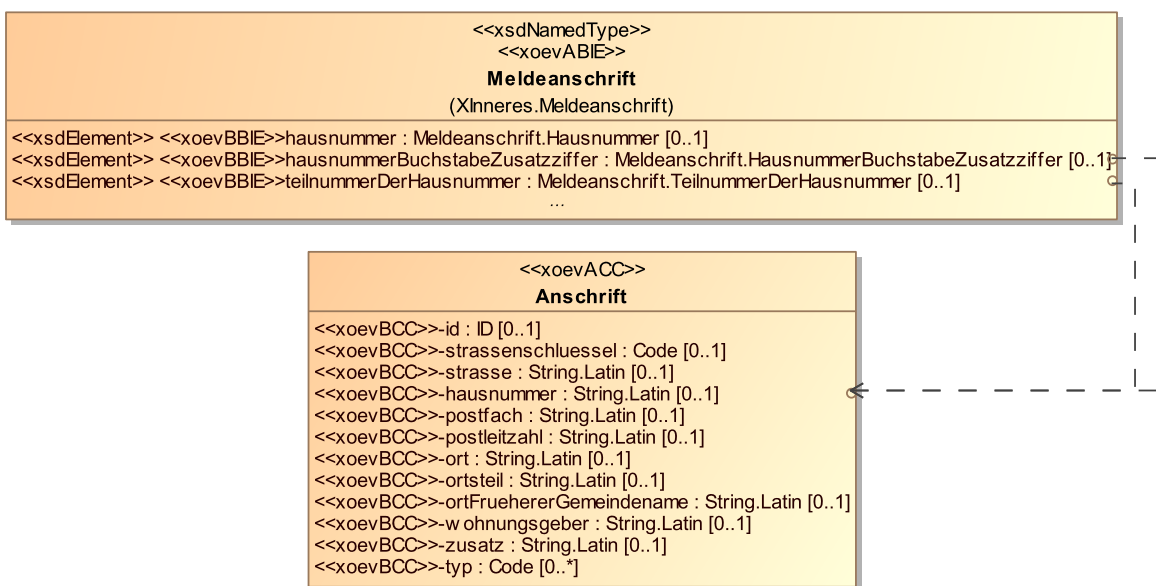 <<xsdNamedType>>
<<xoevABIE>>
Meldeanschrift
(XInneres.Meldeanschrift)
<<xsdElement>> <<xoevBBIE>>hausnummer : Meldeanschrift.Hausnummer [0..1]
<<xsdElement>> <<xoevBBIE>>hausnummerBuchstabeZusatzziffer : Meldeanschrift.HausnummerBuchstabeZusatzziffer [0..1]
<<xsdElement>> <<xoevBBIE>>teilnummerDerHausnummer : Meldeanschrift.TeilnummerDerHausnummer [0..1]
...
<<xoevACC>>
Anschrift
<<xoevBCC>>-id : ID [0..1]
<<xoevBCC>>-strassenschluessel : Code [0..1]
<<xoevBCC>>-strasse : String.Latin [0..1]
<<xoevBCC>>-hausnummer : String.Latin [0..1]
<<xoevBCC>>-postfach : String.Latin [0..1]
<<xoevBCC>>-postleitzahl : String.Latin [0..1]
<<xoevBCC>>-ort : String.Latin [0..1]
<<xoevBCC>>-ortsteil : String.Latin [0..1]
<<xoevBCC>>-ortFruehererGemeindename : String.Latin [0..1]
<<xoevBCC>>-wohnungsgeber : String.Latin [0..1]
<<xoevBCC>>-zusatz : String.Latin [0..1]
<<xoevBCC>>-typ : Code [0..*]